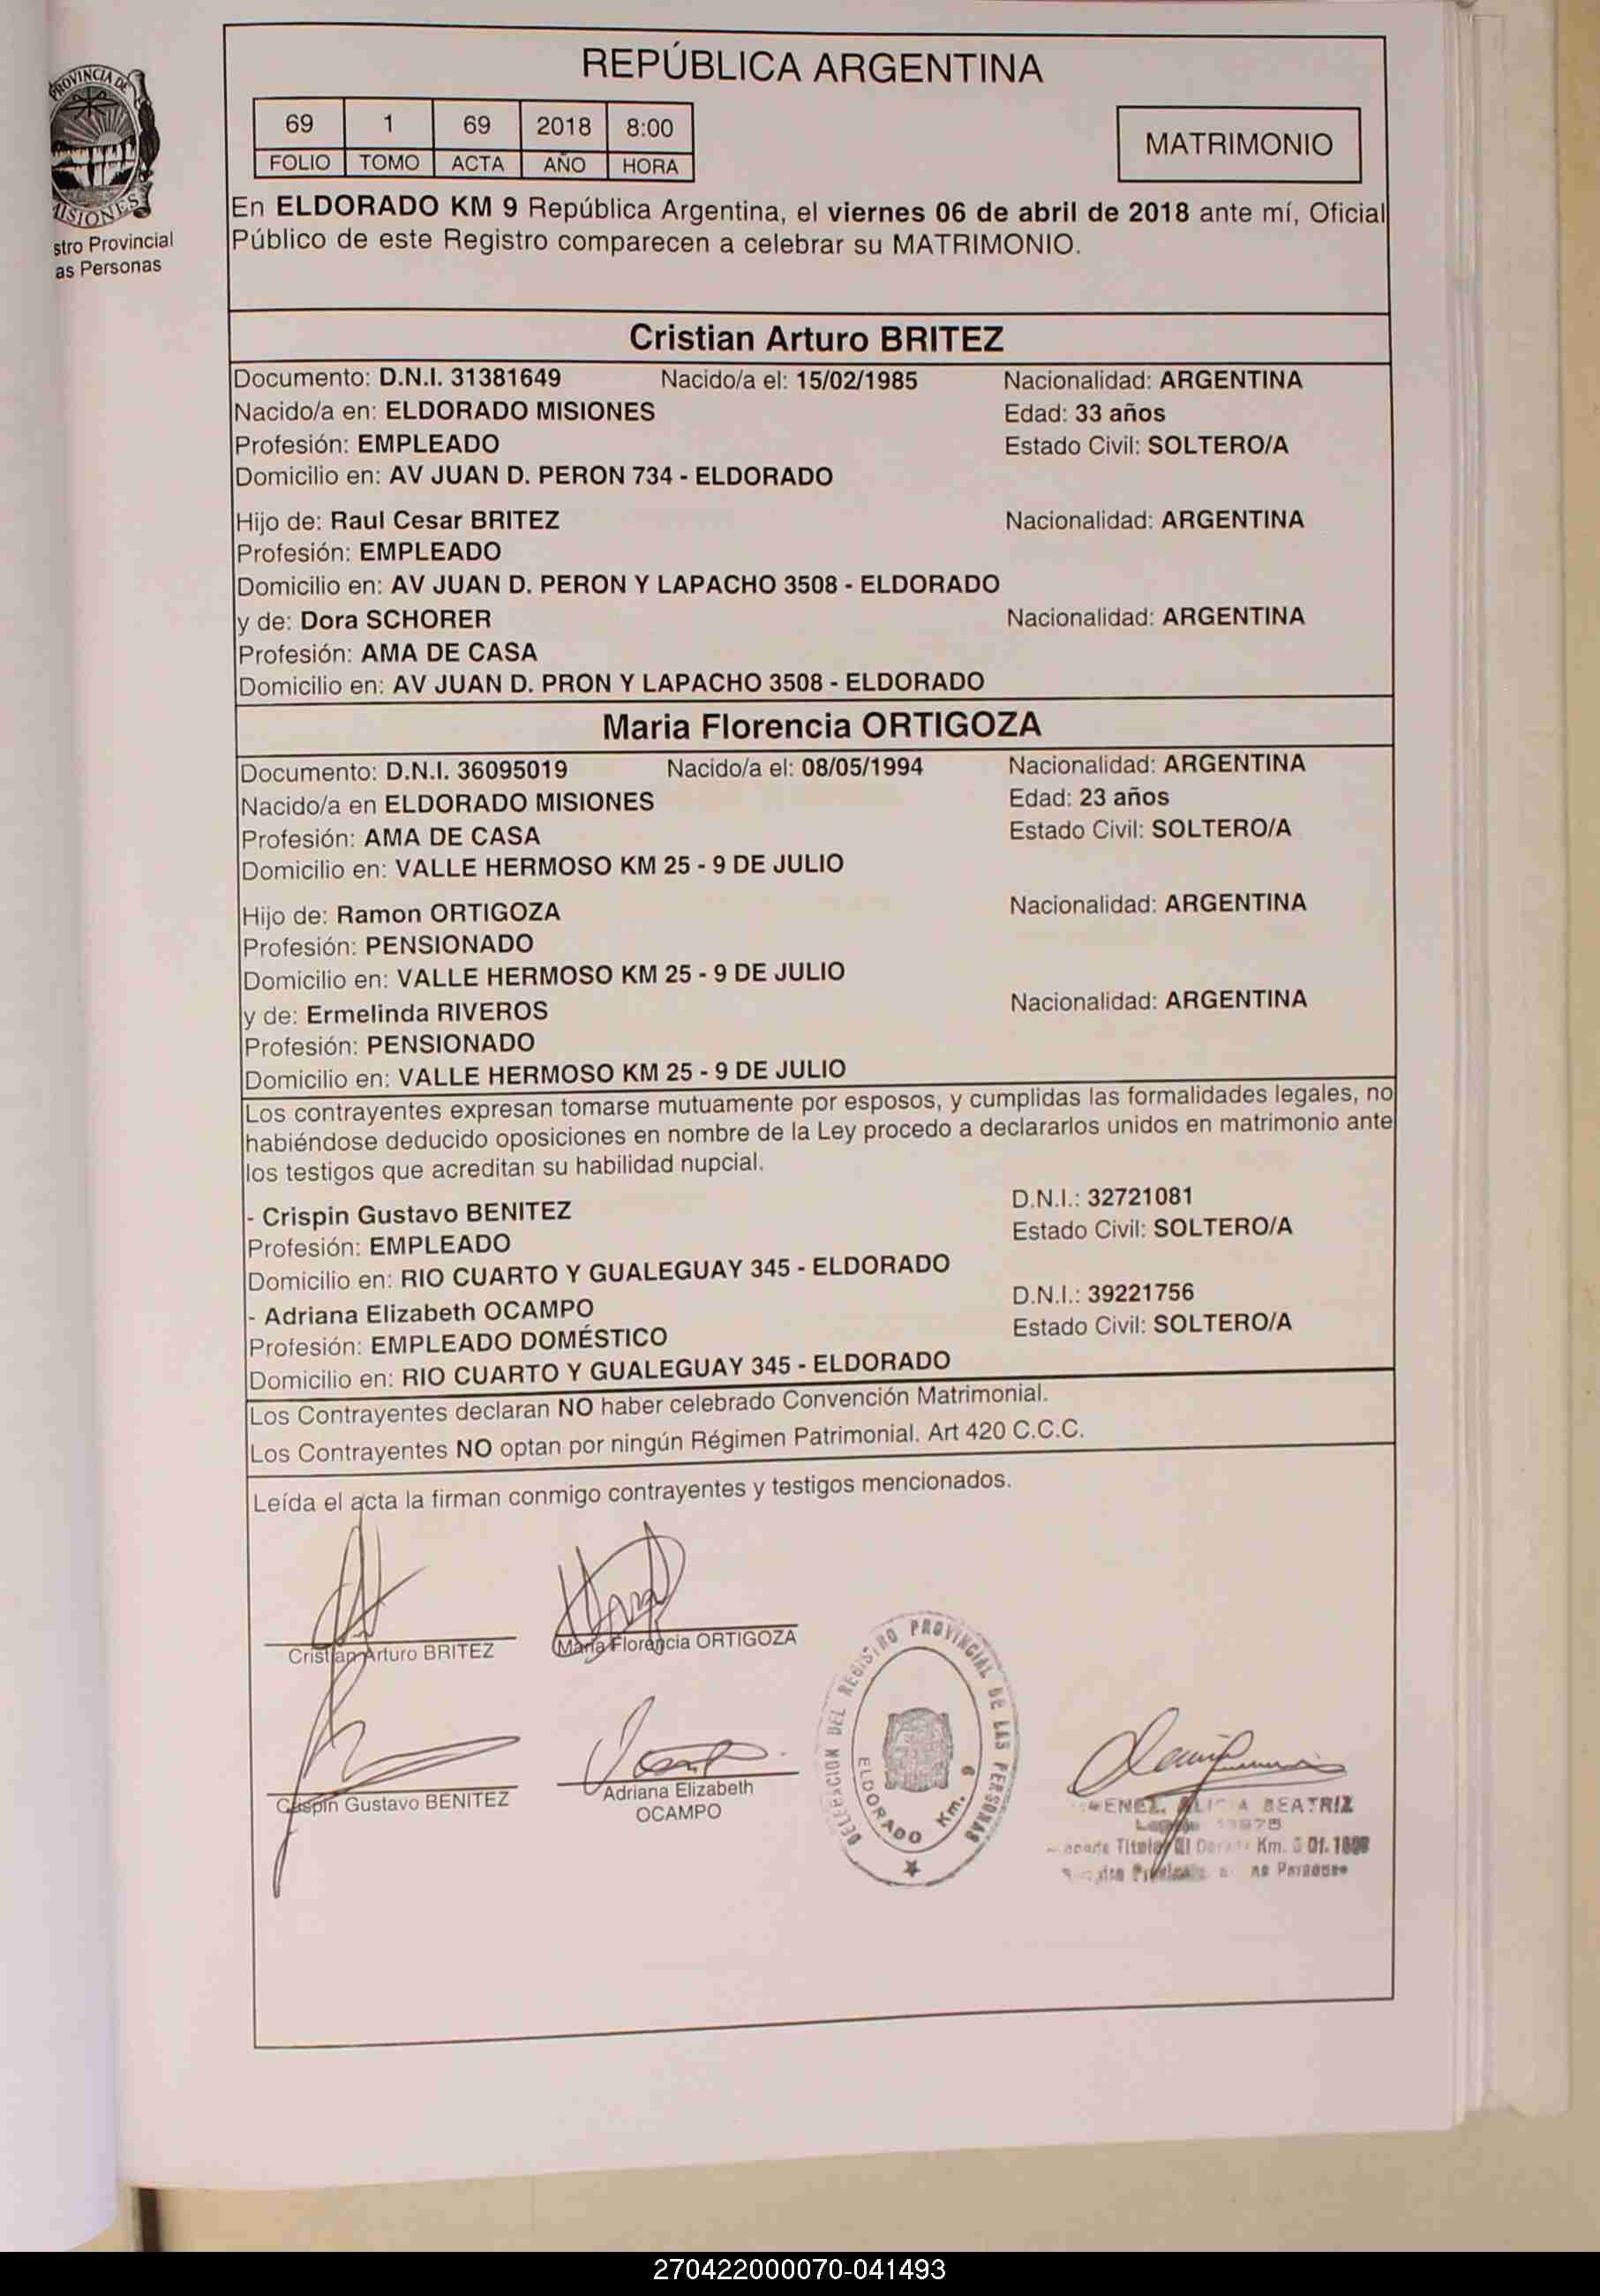 REPÚBLICA ARGENTINA
PROVINCIA DE
MISIONES
stro Provincial
as Personas
69 1 69 2018 8:00
FOLIO TOMO ACTA AÑO HORA
MATRIMONIO
En ELDORADO KM 9 República Argentina, el viernes 06 de abril de 2018 ante mí, Oficial
Público de este Registro comparecen a celebrar su MATRIMONIO.
Cristian Arturo BRITEZ
Documento: D.N.I. 31381649 Nacido/a el: 15/02/1985 Nacionalidad: ARGENTINA
Nacido/a en: ELDORADO MISIONES Edad: 33 años
Profesión: EMPLEADO Estado Civil: SOLTERO/A
Domicilio en: AV JUAN D. PERON 734 - ELDORADO
Hijo de: Raul Cesar BRITEZ Nacionalidad: ARGENTINA
Profesión: EMPLEADO
Domicilio en: AV JUAN D. PERON Y LAPACHO 3508 - ELDORADO
y de: Dora SCHORER Nacionalidad: ARGENTINA
Profesión: AMA DE CASA
Domicilio en: AV JUAN D. PRON Y LAPACHO 3508 - ELDORADO
Maria Florencia ORTIGOZA
Documento: D.N.I. 36095019 Nacido/a el: 08/05/1994 Nacionalidad: ARGENTINA
Nacido/a en ELDORADO MISIONES Edad: 23 años
Profesión: AMA DE CASA Estado Civil: SOLTERO/A
Domicilio en: VALLE HERMOSO KM 25 - 9 DE JULIO
Hijo de: Ramon ORTIGOZA Nacionalidad: ARGENTINA
Profesión: PENSIONADO
Domicilio en: VALLE HERMOSO KM 25 - 9 DE JULIO
y de: Ermelinda RIVEROS Nacionalidad: ARGENTINA
Profesión: PENSIONADO
Domicilio en: VALLE HERMOSO KM 25 - 9 DE JULIO
Los contrayentes expresan tomarse mutuamente por esposos, y cumplidas las formalidades legales, no
habiéndose deducido oposiciones en nombre de la Ley procedo a declararlos unidos en matrimonio ante
los testigos que acreditan su habilidad nupcial.
- Crispin Gustavo BENITEZ D.N.I.: 32721081
Profesión: EMPLEADO Estado Civil: SOLTERO/A
Domicilio en: RIO CUARTO Y GUALEGUAY 345 - ELDORADO
- Adriana Elizabeth OCAMPO D.N.I.: 39221756
Profesión: EMPLEADO DOMÉSTICO Estado Civil: SOLTERO/A
Domicilio en: RIO CUARTO Y GUALEGUAY 345 - ELDORADO
Los Contrayentes declaran NO haber celebrado Convención Matrimonial.
Los Contrayentes NO optan por ningún Régimen Patrimonial. Art 420 C.C.C.
Leída el acta la firman conmigo contrayentes y testigos mencionados.
Cristian Arturo BRITEZ
Maria Florencia ORTIGOZA
Crispin Gustavo BENITEZ
Adriana Elizabeth
OCAMPO
DELEGACION DEL REGISTRO PROVINCIAL DE LAS PERSONAS
ELDORADO Km. 9
ALICIA BEATRIZ
Titular Km. Of.
270422000070-041493